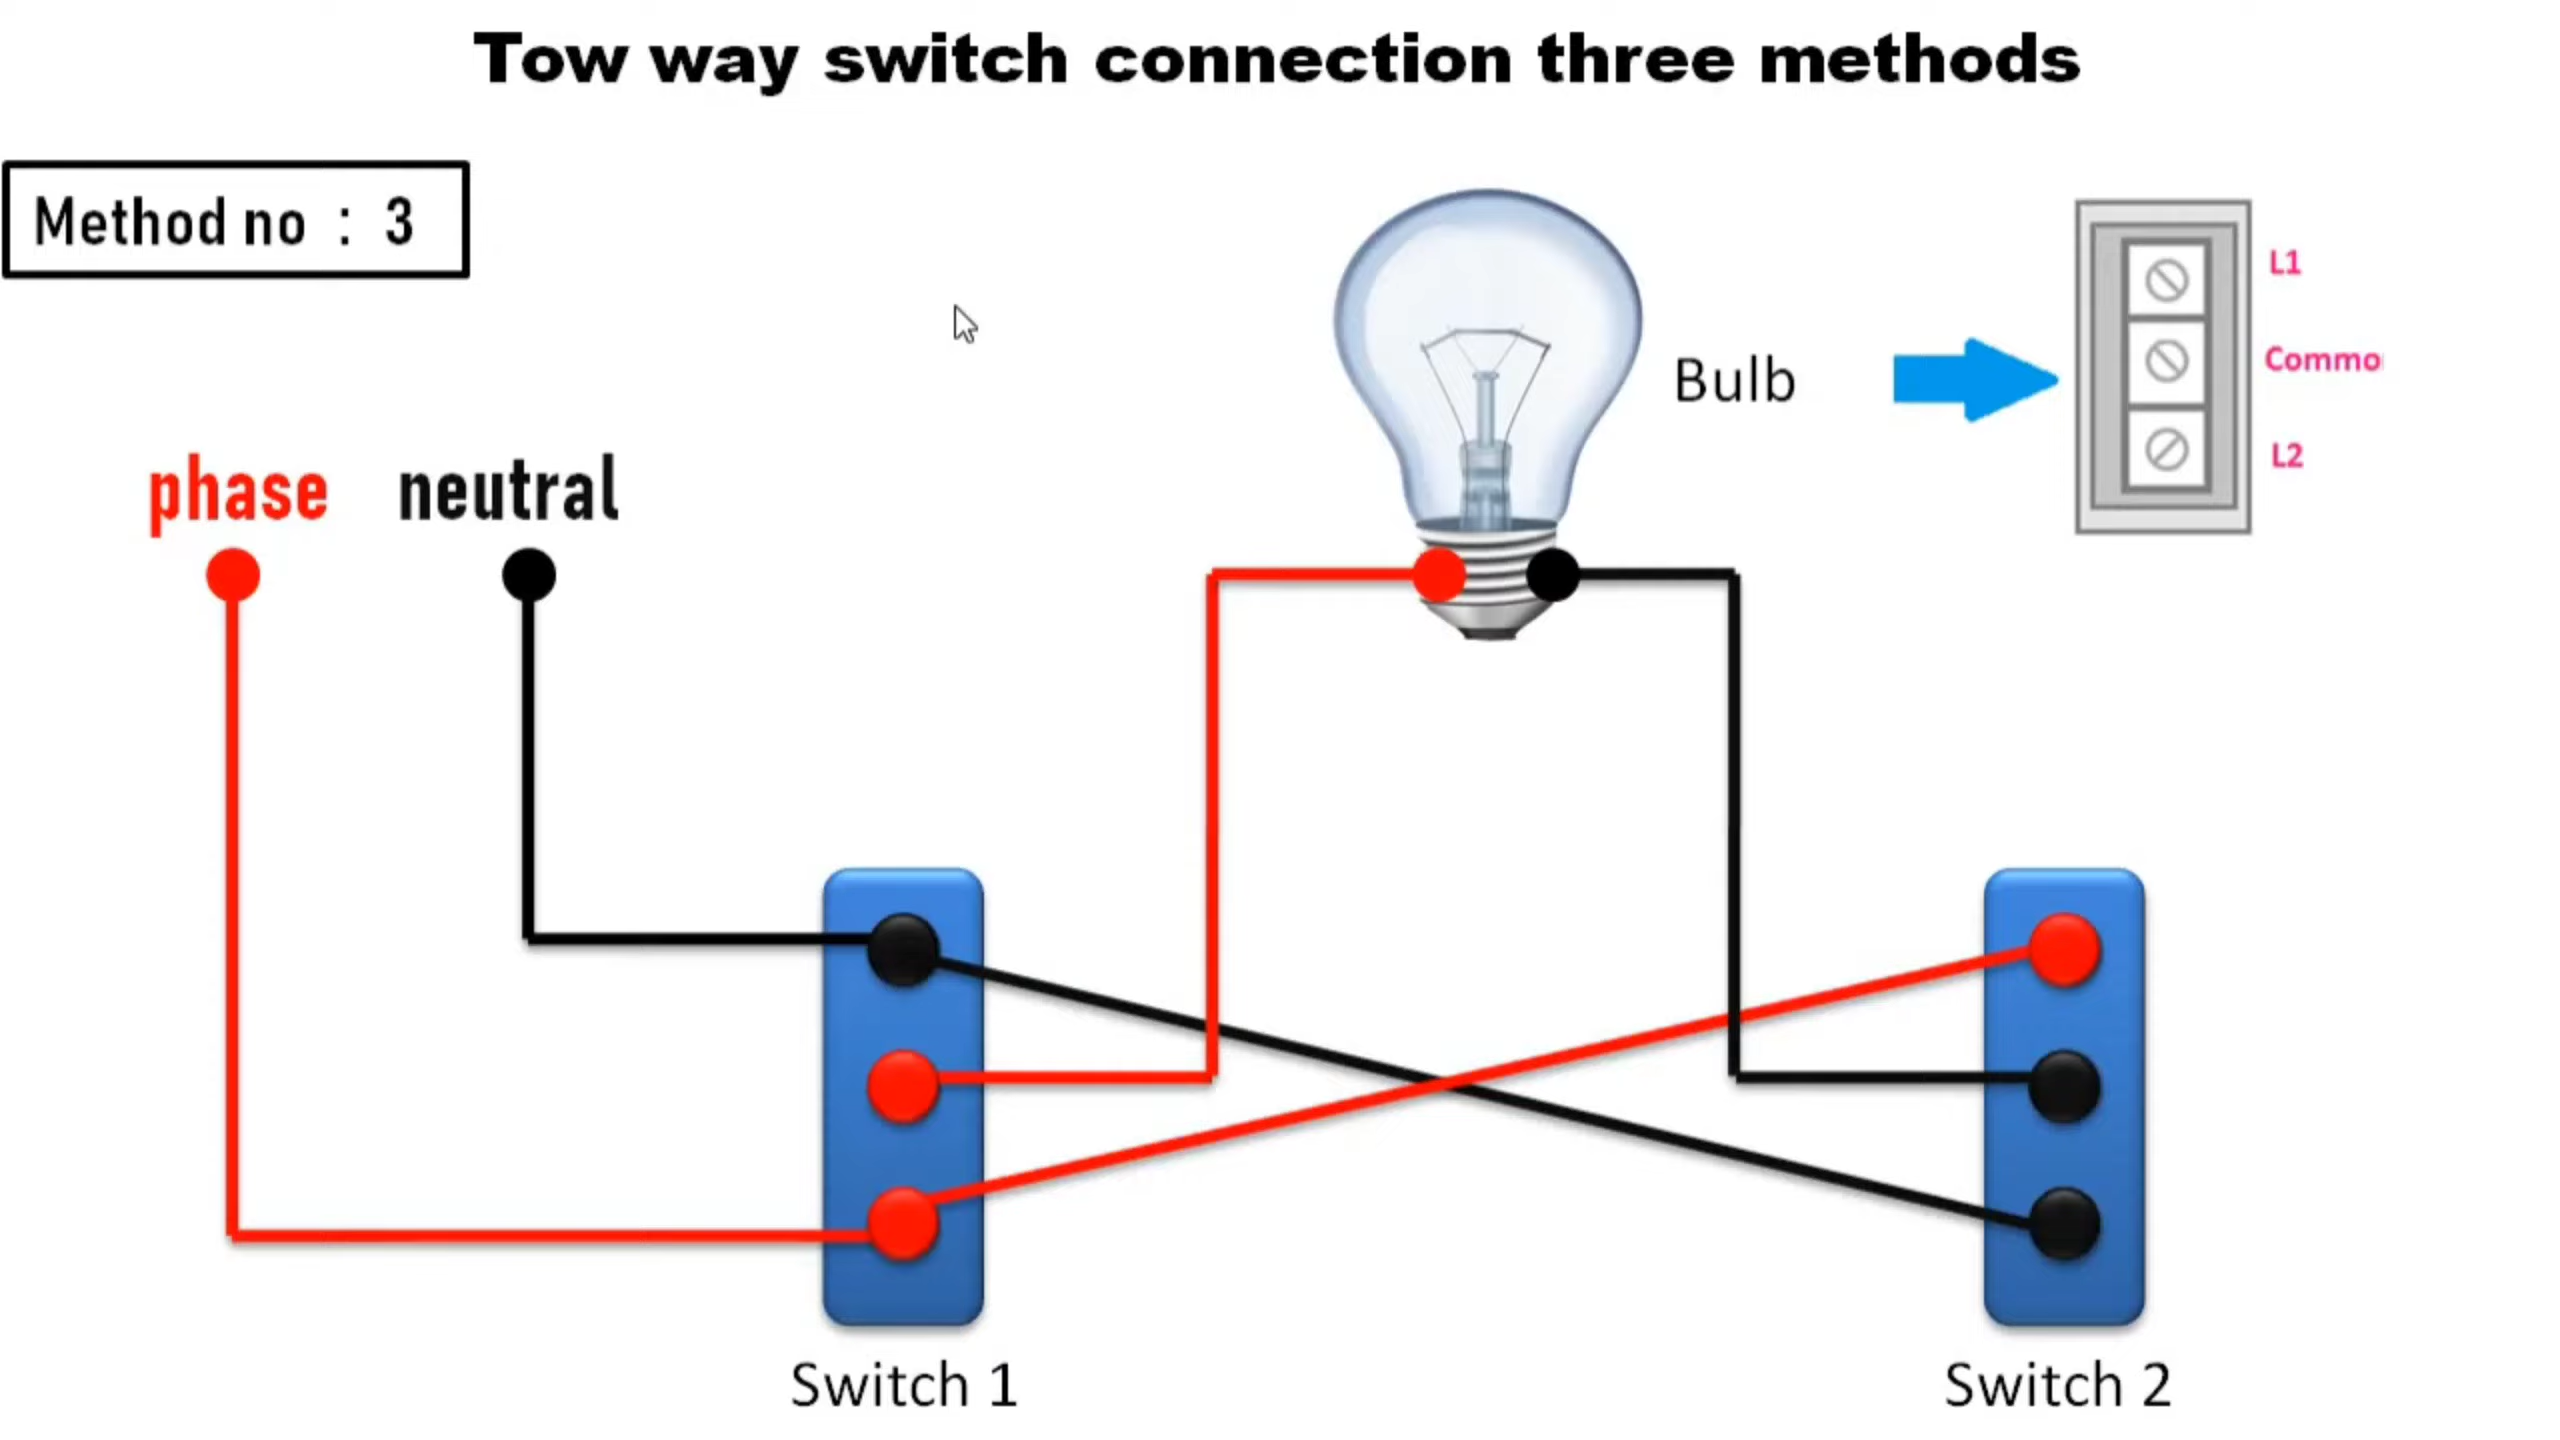 Tow way switch connection three methods
Method no : 3
L1
Bulb
Commo
L2
phase neutral
Switch 1
Switch 2